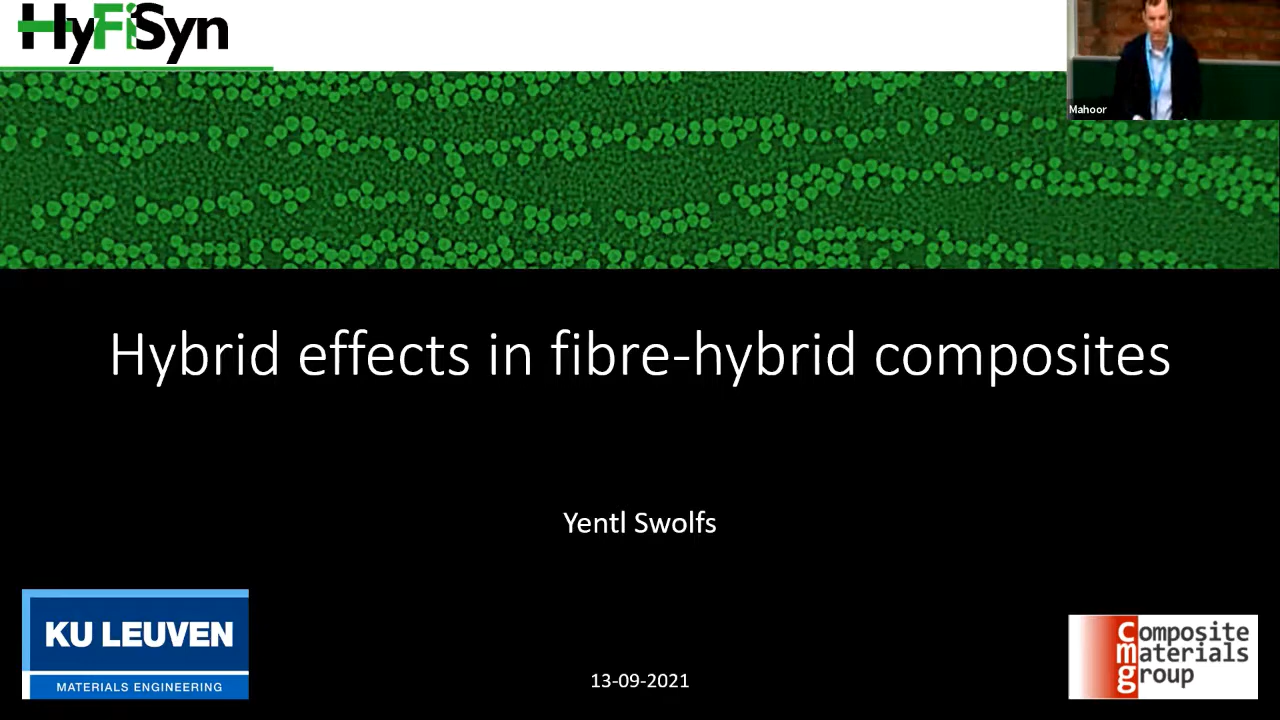 HyFiSyn
Mahoor
Hybrid effects in fibre-hybrid composites
Yentl Swolfs
KU LEUVEN
MATERIALS ENGINEERING
13-09-2021
Composite
Materials
group